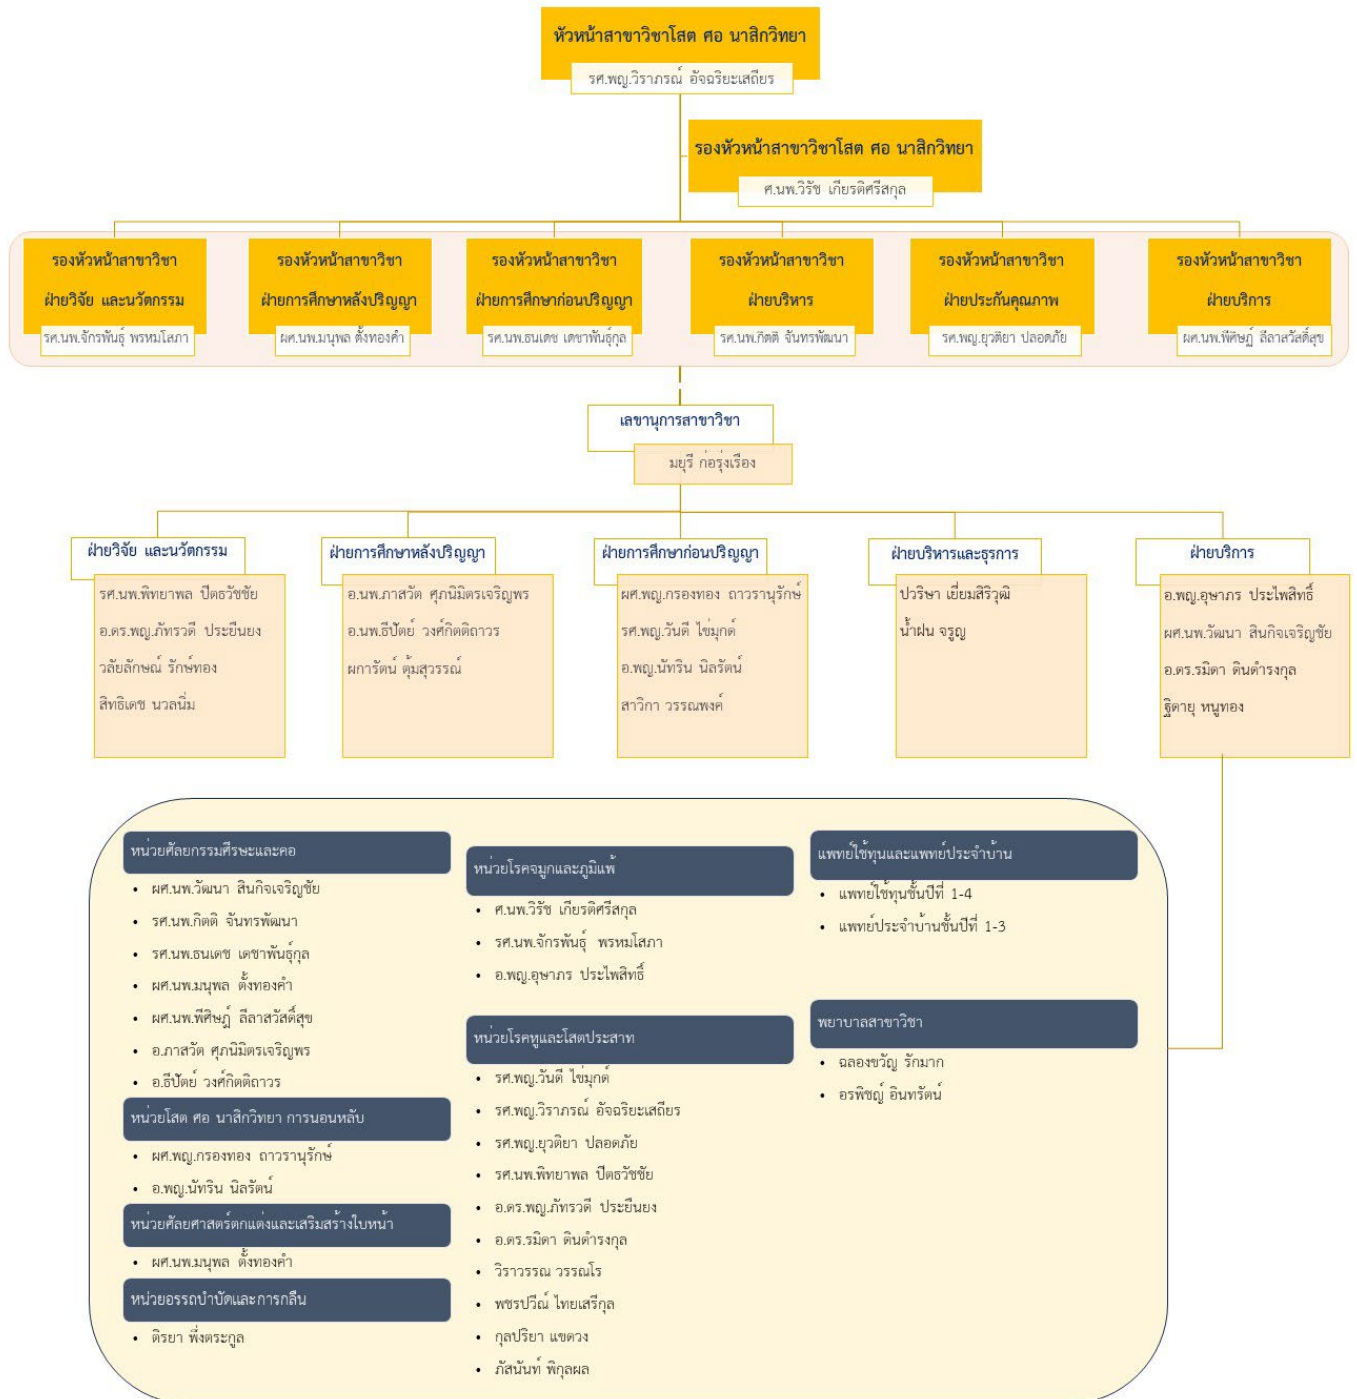 หัวหน้าสาขาวิชาโสต ศอ นาสิกวิทยา
รศ.พญ.วิราภรณ์ อัจฉริยะเสถียร
รองหัวหน้าสาขาวิชาโสต ศอ นาสิกวิทยา
ศ.นพ.วิรัช เกียรติศรีสกุล
รองหัวหน้าสาขาวิชา
ฝ่ายวิจัย และนวัตกรรม
รศ.นพ.จักรพันธุ์ พรหมโสภา
รองหัวหน้าสาขาวิชา
ฝ่ายการศึกษาหลังปริญญา
ผศ.นพ.มนุพล ตั้งทองคำ
รองหัวหน้าสาขาวิชา
ฝ่ายการศึกษาก่อนปริญญา
รศ.นพ.ธนเดช เดชาพันธุ์กุล
รองหัวหน้าสาขาวิชา
ฝ่ายบริหาร
รศ.นพ.กิตติ จันทรพัฒนา
รองหัวหน้าสาขาวิชา
ฝ่ายประกันคุณภาพ
รศ.พญ.ยุวติยา ปลอดภัย
รองหัวหน้าสาขาวิชา
ฝ่ายบริการ
ผศ.นพ.พีศิษฎ์ ลีลาสวัสดิ์สุข
เลขานุการสาขาวิชา
มยุรี ก่อรุ่งเรือง
ฝ่ายวิจัย และนวัตกรรม
รศ.นพ.พิทยาพล ปีตธวัชชัย
อ.ดร.พญ.ภัทรวดี ประยืนยง
วลัยลักษณ์ รักษ์ทอง
สิทธิเดช นวลนิ่ม
ฝ่ายการศึกษาหลังปริญญา
อ.นพ.ภาสวัต ศุภนิมิตรเจริญพร
อ.นพ.ธีปัตย์ วงศ์กิตติถาวร
ผการัตน์ ตุ้มสุวรรณ์
ฝ่ายการศึกษาก่อนปริญญา
ผศ.พญ.กรองทอง ถาวรานุรักษ์
รศ.พญ.วันดี ไข่มุกด์
อ.พญ.นัทริน นิลรัตน์
สาวิกา วรรณพงค์
ฝ่ายบริหารและธุรการ
ปวริษา เยี่ยมสิริวุฒิ
น้ำฝน จรูญ
ฝ่ายบริการ
อ.พญ.อุษาภร ประไพสิทธิ์
ผศ.นพ.วัฒนา สินกิจเจริญชัย
อ.ดร.รมิดา ดินดำรงกุล
ฐิตายุ หนูทอง
หน่วยศัลยกรรมศีรษะและคอ
• ผศ.นพ.วัฒนา สินกิจเจริญชัย
• รศ.นพ.กิตติ จันทรพัฒนา
• รศ.นพ.ธนเดช เดชาพันธุ์กุล
• ผศ.นพ.มนุพล ตั้งทองคำ
• ผศ.นพ.พีศิษฎ์ ลีลาสวัสดิ์สุข
• อ.ภาสวัต ศุภนิมิตรเจริญพร
• อ.ธีปัตย์ วงศ์กิตติถาวร
หน่วยโสต ศอ นาสิกวิทยา การนอนหลับ
• ผศ.พญ.กรองทอง ถาวรานุรักษ์
• อ.พญ.นัทริน นิลรัตน์
หน่วยศัลยศาสตร์ตกแต่งและเสริมสร้างใบหน้า
• ผศ.นพ.มนุพล ตั้งทองคำ
หน่วยอรรถบำบัดและการกลืน
• ติรยา พึ่งตระกูล
หน่วยโรคจมูกและภูมิแพ้
• ศ.นพ.วิรัช เกียรติศรีสกุล
• รศ.นพ.จักรพันธุ์ พรหมโสภา
• อ.พญ.อุษาภร ประไพสิทธิ์
หน่วยโรคหูและโสตประสาท
• รศ.พญ.วันดี ไข่มุกด์
• รศ.พญ.วิราภรณ์ อัจฉริยะเสถียร
• รศ.พญ.ยุวติยา ปลอดภัย
• รศ.นพ.พิทยาพล ปีตธวัชชัย
• อ.ดร.พญ.ภัทรวดี ประยืนยง
• อ.ดร.รมิดา ดินดำรงกุล
• วิราวรรณ วรรณโร
• พชรปวีณ์ ไทยเสรีกุล
• กุลปริยา แขดวง
• ภัสนันท์ พิกุลผล
แพทย์ใช้ทุนและแพทย์ประจำบ้าน
• แพทย์ใช้ทุนชั้นปีที่ 1-4
• แพทย์ประจำบ้านชั้นปีที่ 1-3
พยาบาลสาขาวิชา
• ฉลองขวัญ รักมาก
• อรพิชญ์ อินทรัตน์